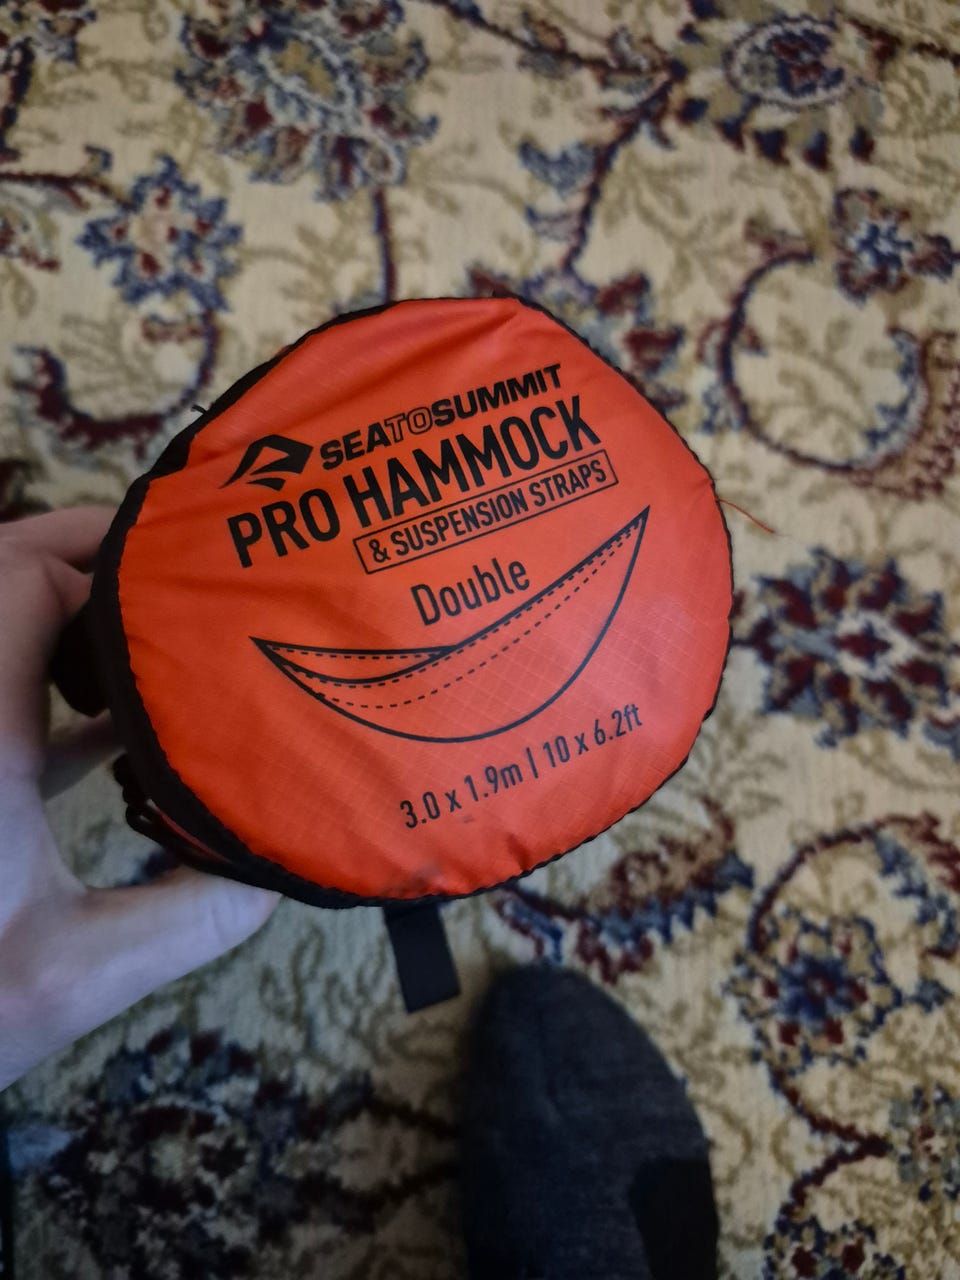 SEATOSUMMIT
PRO HAMMOCK
& SUSPENSION STRAPS
Double
3.0 x 1.9m | 10 x 6.2ft